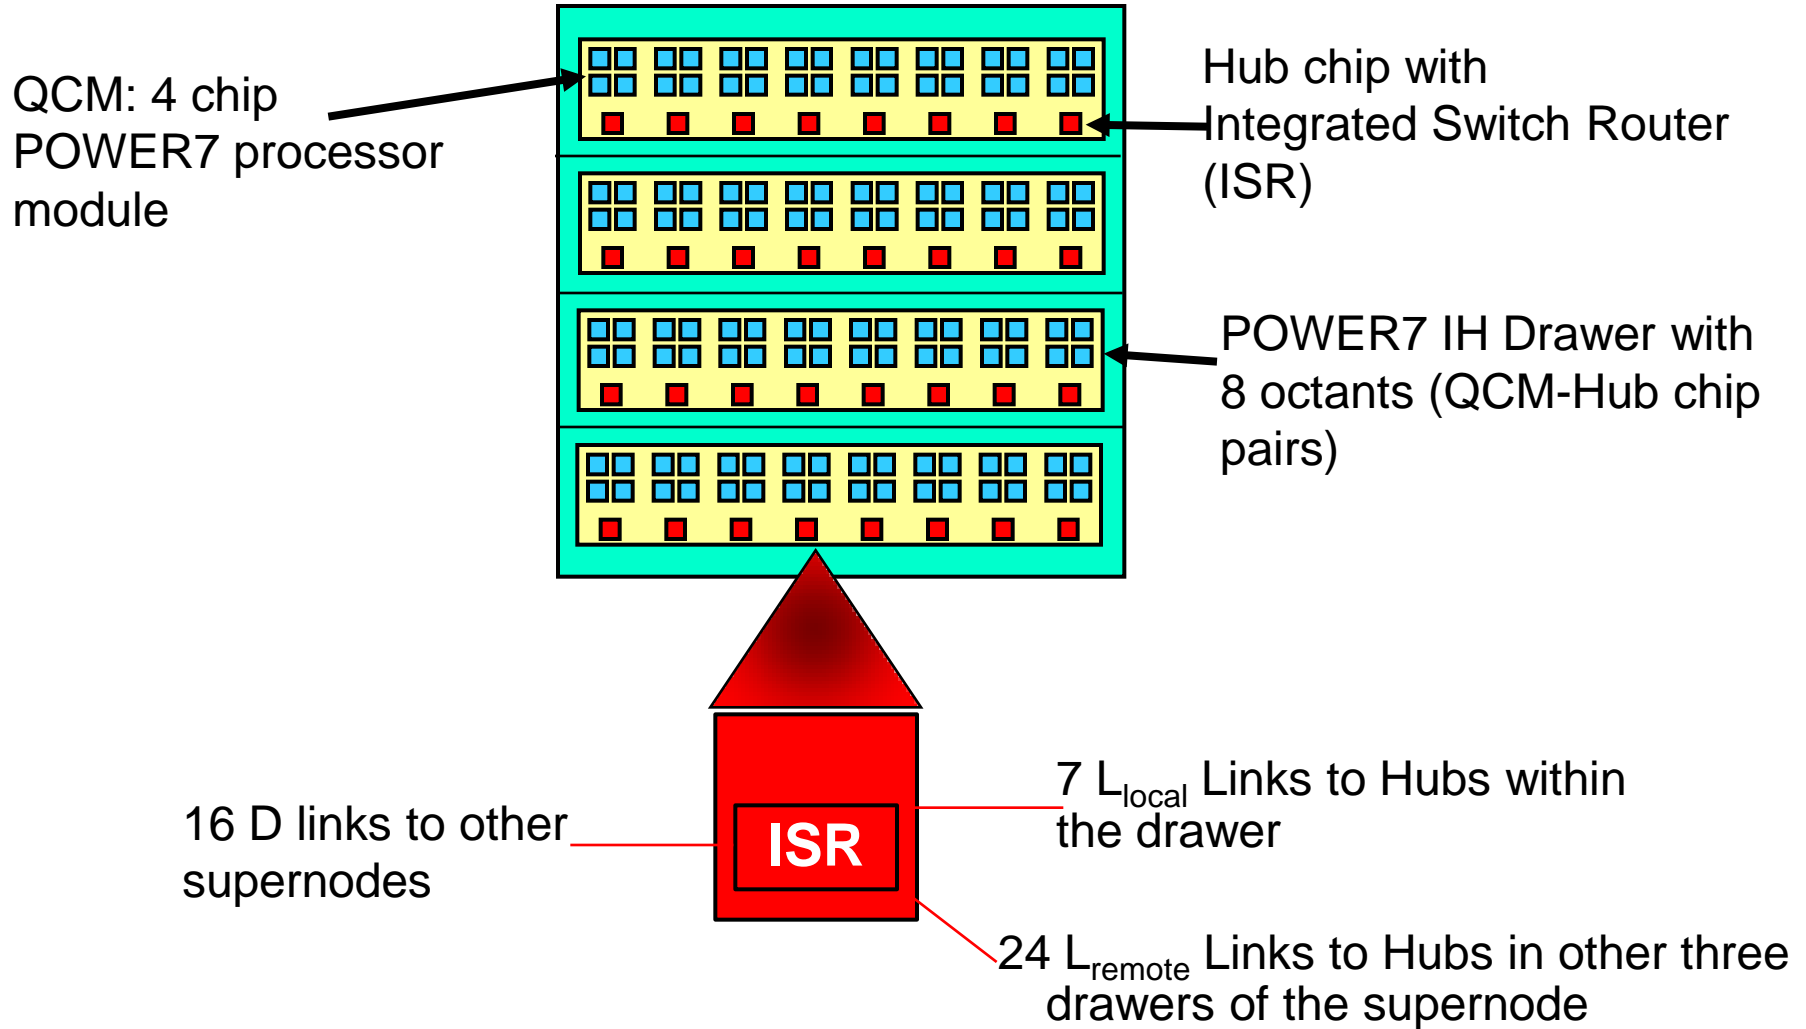 QCM: 4 chip
POWER7 processor
module
Hub chip with
Integrated Switch Router
(ISR)
POWER7 IH Drawer with
8 octants (QCM-Hub chip
pairs)
16 D links to other
supernodes
ISR
7 Llocal Links to Hubs within
the drawer
24 Lremote Links to Hubs in other three
drawers of the supernode